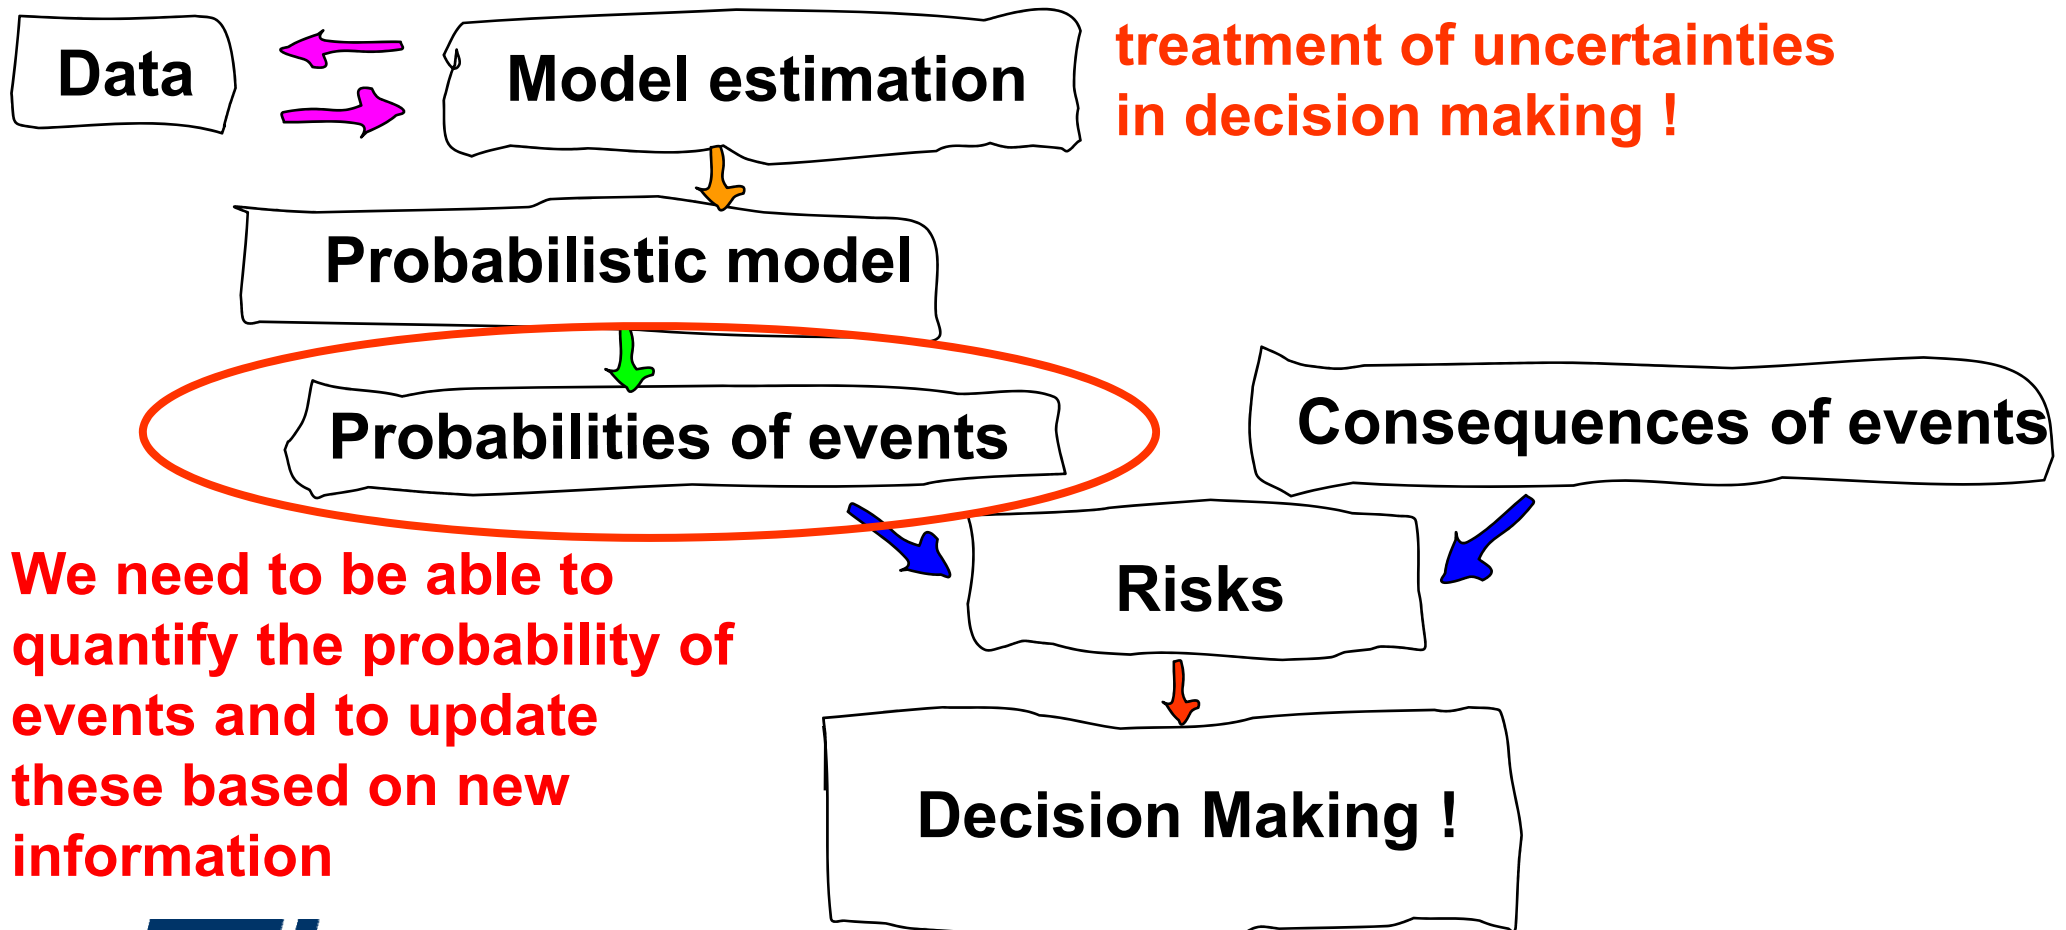 Data
Model estimation
treatment of uncertainties
in decision making !
Probabilistic model
Probabilities of events
Consequences of events
We need to be able to
quantify the probability of
events and to update
these based on new
information
Risks
Decision Making !